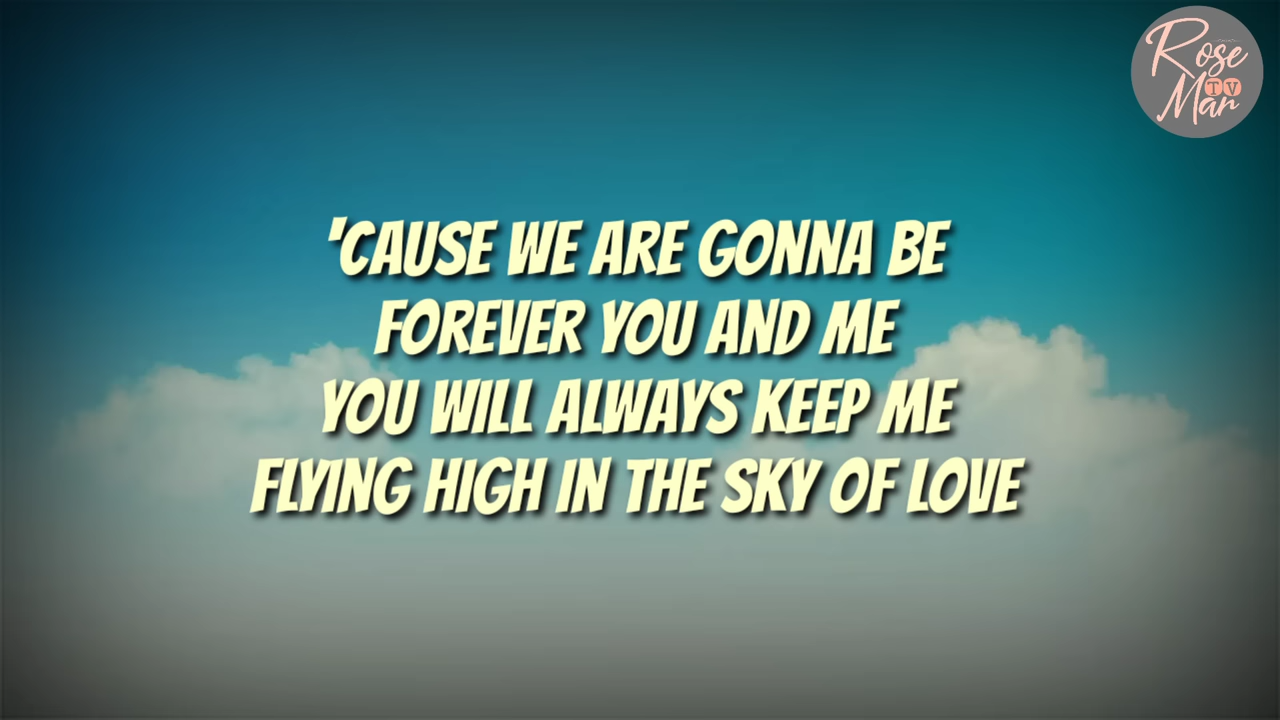 Rose
TV
Mar
'CAUSE WE ARE GONNA BE
FOREVER YOU AND ME
YOU WILL ALWAYS KEEP ME
FLYING HIGH IN THE SKY OF LOVE